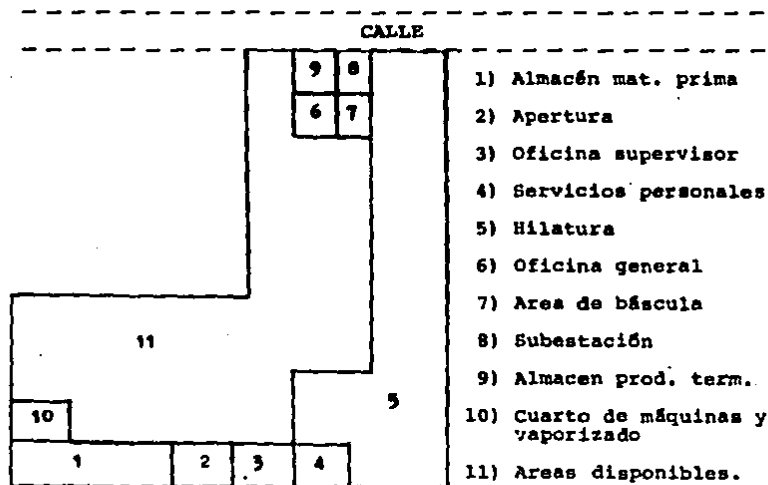 CALLE
9 8
6 7
11
10
5
1 2 3 4
1) Almacén mat. prima
2) Apertura
3) Oficina supervisor
4) Servicios personales
5) Hilatura
6) Oficina general
7) Area de báscula
8) Subestación
9) Almacen prod. term.
10) Cuarto de máquinas y
vaporizado
11) Areas disponibles.